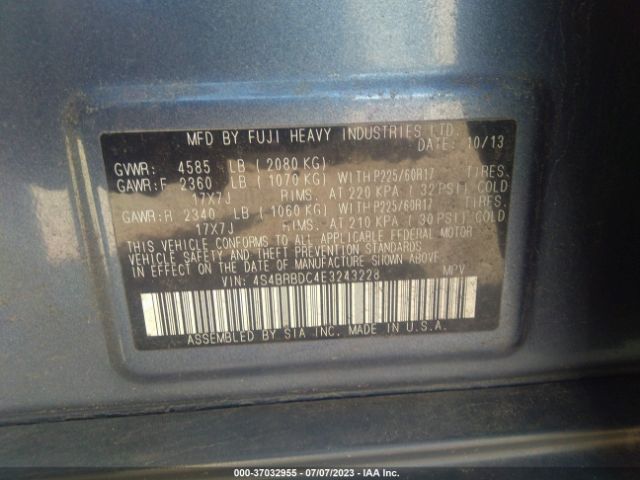 MFD BY FUJI HEAVY INDUSTRIES LTD.
DATE: 10/13
GVWR: 4585 LB ( 2080 KG)
GAWR:F 2360 LB ( 1070 KG) WITH P225/60R17 TIRES.
17X7J RIMS. AT 220 KPA ( 32 PSI) COLD
GAWR:R 2340 LB ( 1060 KG) WITH P225/60R17 TIRES.
17X7J RIMS. AT 210 KPA ( 30 PSI) COLD
THIS VEHICLE CONFORMS TO ALL APPLICABLE FEDERAL MOTOR
VEHICLE SAFETY AND THEFT PREVENTION STANDARDS
IN EFFECT ON THE DATE OF MANUFACTURE SHOWN ABOVE.
VIN: 4S4BRBDC4E3243228 MPV
ASSEMBLED BY SIA INC. MADE IN U.S.A.
000-37032955 - 07/07/2023 - IAA Inc.